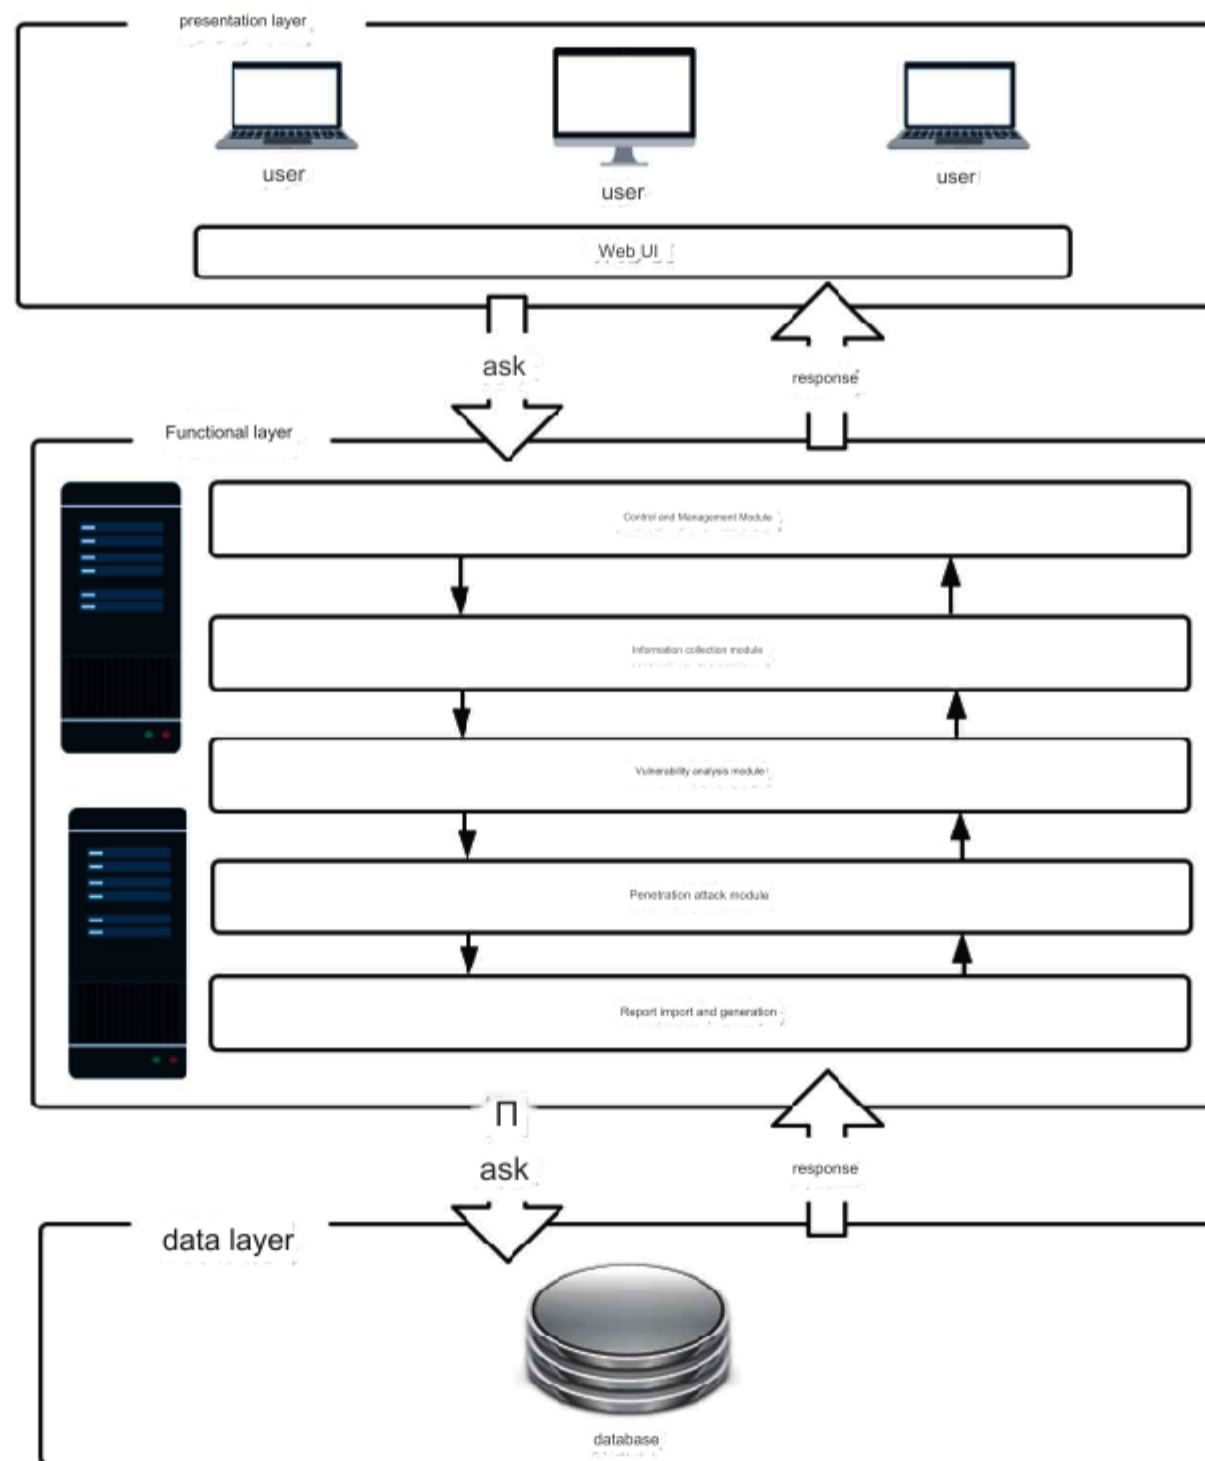 presentation layer
user
user
user
Web UI
ask
response
Functional layer
Control and Management Module
Information collection module
Vulnerability analysis module
Penetration attack module
Report import and generation
ask
response
data layer
database